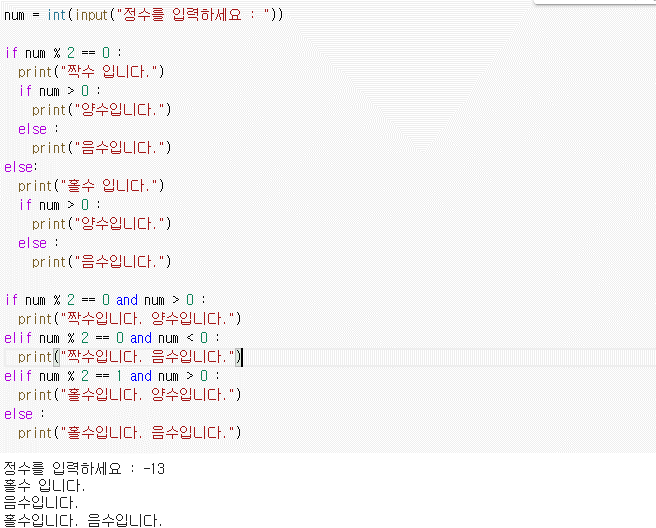 num = int(input("정수를 입력하세요 : "))
if num % 2 == 0 :
print("짝수 입니다.")
if num > 0 :
print("양수입니다.")
else :
print("음수입니다.")
else:
print("홀수 입니다.")
if num > 0 :
print("양수입니다.")
else :
print("음수입니다.")
if num % 2 == 0 and num > 0 :
print("짝수입니다. 양수입니다.")
elif num % 2 == 0 and num < 0 :
print("짝수입니다. 음수입니다.")
elif num % 2 == 1 and num > 0 :
print("홀수입니다. 양수입니다.")
else :
print("홀수입니다. 음수입니다.")
정수를 입력하세요 : -13
홀수 입니다.
음수입니다.
홀수입니다. 음수입니다.